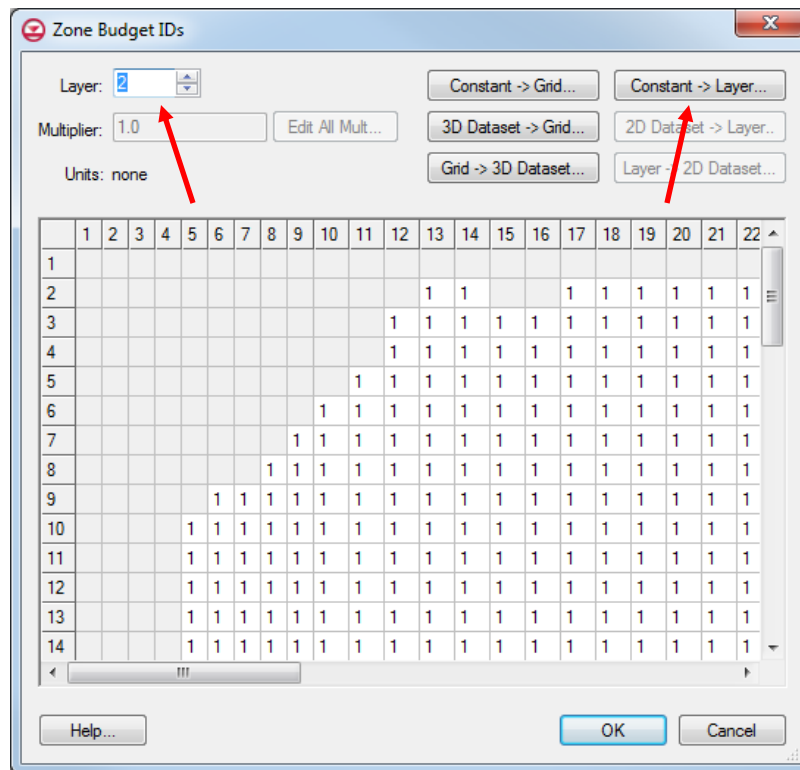 Zone Budget IDs
Layer: 2 Constant -> Grid... Constant -> Layer...
Multiplier: 1.0 Edit All Mult... 3D Dataset -> Grid... 2D Dataset -> Layer..
Units: none Grid -> 3D Dataset... Layer -> 2D Dataset...
1 2 3 4 5 6 7 8 9 10 11 12 13 14 15 16 17 18 19 20 21 22
1
2 1 1 1 1 1 1 1 1
3 1 1 1 1 1 1 1 1 1 1 1
4 1 1 1 1 1 1 1 1 1 1 1
5 1 1 1 1 1 1 1 1 1 1 1 1
6 1 1 1 1 1 1 1 1 1 1 1 1 1
7 1 1 1 1 1 1 1 1 1 1 1 1 1 1
8 1 1 1 1 1 1 1 1 1 1 1 1 1 1 1
9 1 1 1 1 1 1 1 1 1 1 1 1 1 1 1 1 1
10 1 1 1 1 1 1 1 1 1 1 1 1 1 1 1 1 1 1
11 1 1 1 1 1 1 1 1 1 1 1 1 1 1 1 1 1 1
12 1 1 1 1 1 1 1 1 1 1 1 1 1 1 1 1 1 1
13 1 1 1 1 1 1 1 1 1 1 1 1 1 1 1 1 1 1
14 1 1 1 1 1 1 1 1 1 1 1 1 1 1 1 1 1 1
Help... OK Cancel